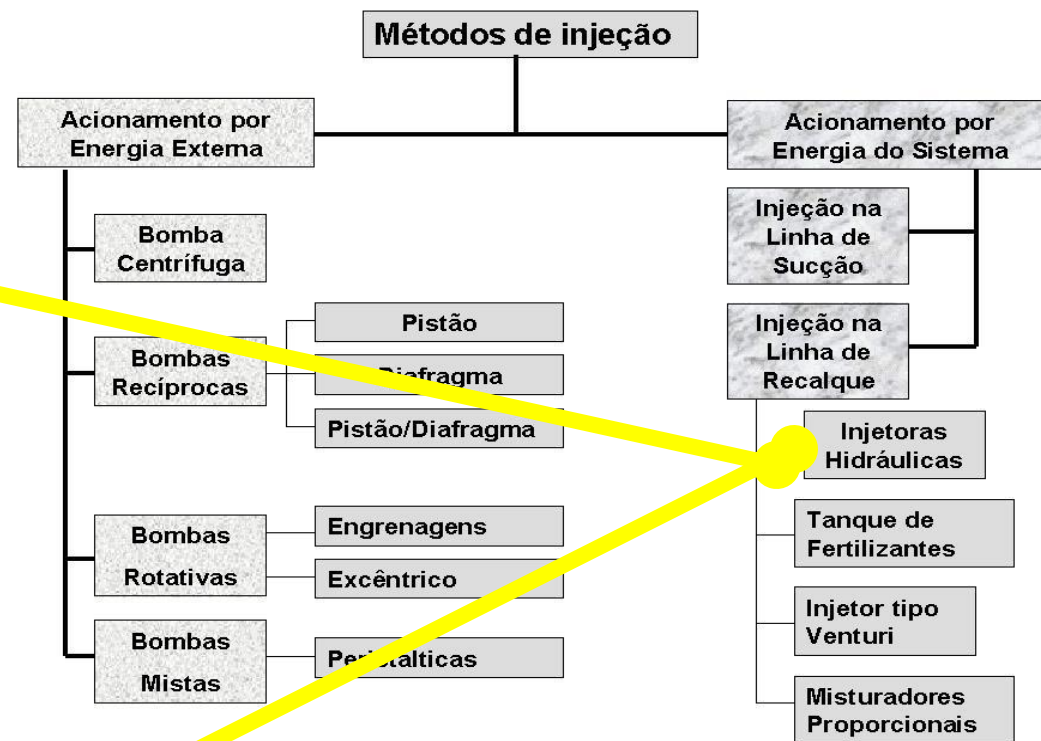 Métodos de injeção
Acionamento por
Energia Externa
Bomba
Centrífuga
Bombas
Recíprocas
Pistão
Diafragma
Pistão/Diafragma
Bombas
Rotativas
Engrenagens
Excêntrico
Bombas
Mistas
Peristalticas
Acionamento por
Energia do Sistema
Injeção na
Linha de
Sucção
Injeção na
Linha de
Recalque
Injetoras
Hidráulicas
Tanque de
Fertilizantes
Injetor tipo
Venturi
Misturadores
Proporcionais